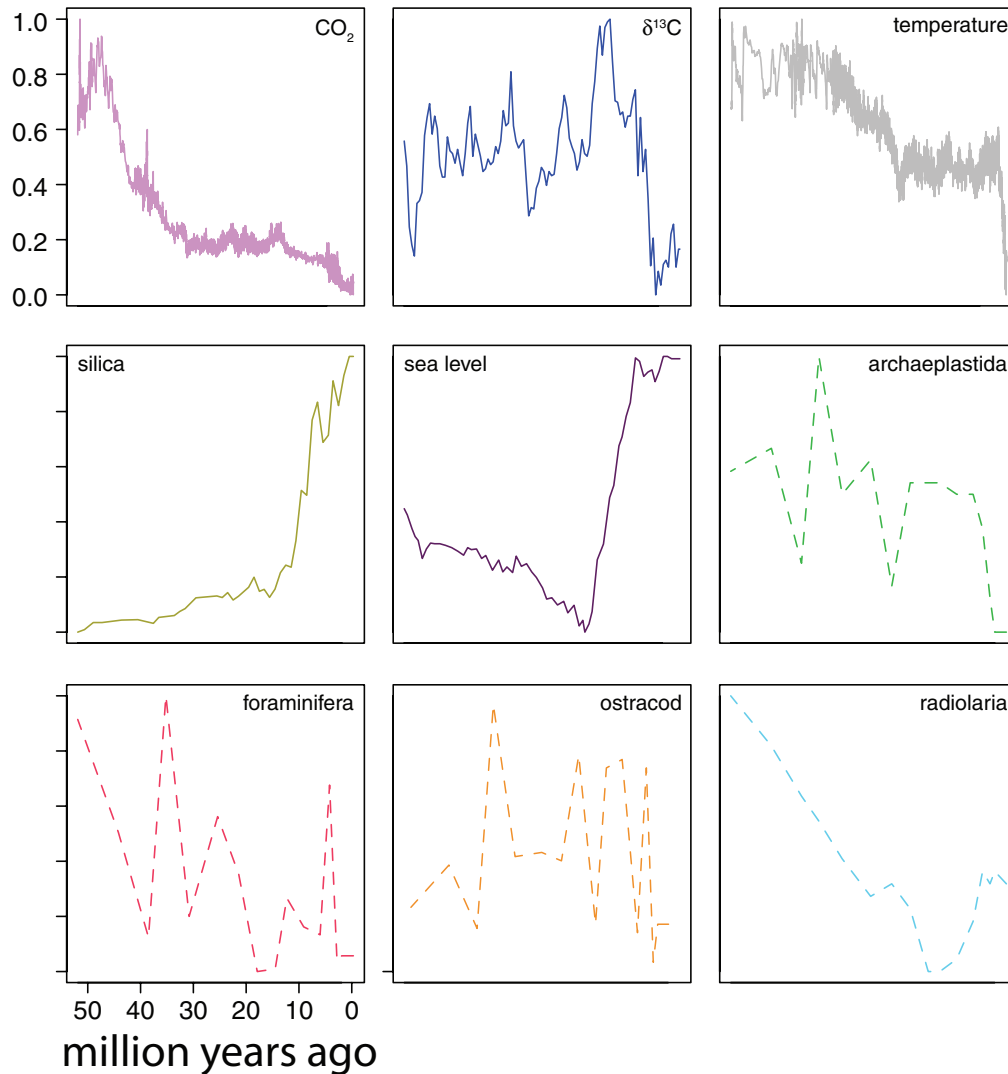 CO₂
δ¹³C
temperature
1.0
0.8
0.6
0.4
0.2
0.0
silica
sea level
archaeplastida
foraminifera
ostracod
radiolaria
50 40 30 20 10 0
million years ago